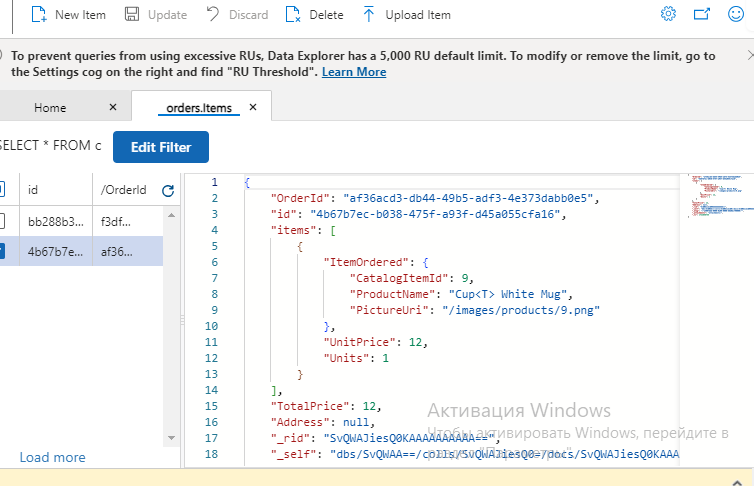 New Item Update Discard Delete Upload Item
To prevent queries from using excessive RUs, Data Explorer has a 5,000 RU default limit. To modify or remove the limit, go to
the Settings cog on the right and find "RU Threshold". Learn More
Home orders.Items
SELECT * FROM c Edit Filter
id /OrderId
bb288b3... f3df...
4b67b7e... af36...
Load more
1 {
2 "OrderId": "af36acd3-db44-49b5-adf3-4e373dabb0e5",
3 "id": "4b67b7ec-b038-475f-a93f-d45a055cfa16",
4 "items": [
5 {
6 "ItemOrdered": {
7 "CatalogItemId": 9,
8 "ProductName": "Cup<T> White Mug",
9 "PictureUri": "/images/products/9.png"
10 },
11 "UnitPrice": 12,
12 "Units": 1
13 }
14 ],
15 "TotalPrice": 12,
16 "Address": null,
17 "_rid": "SvQWAJiesQ0KAAAAAAAAAA==",
18 "_self": "dbs/SvQWAA==/colls/SvQWAJiesQ0=/docs/SvQWAJiesQ0KAAA
Активация Windows
Чтобы активировать Windows, перейдите в
раздел "Параметры".